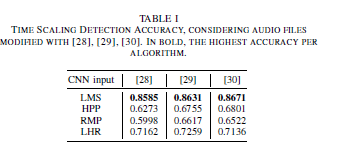 TABLE I
TIME SCALING DETECTION ACCURACY, CONSIDERING AUDIO FILES
MODIFIED WITH [28], [29], [30]. IN BOLD, THE HIGHEST ACCURACY PER
ALGORITHM.
CNN input [28] [29] [30]
LMS 0.8585 0.8631 0.8671
HPP 0.6273 0.6755 0.6801
RMP 0.5998 0.6617 0.6522
LHR 0.7162 0.7259 0.7136